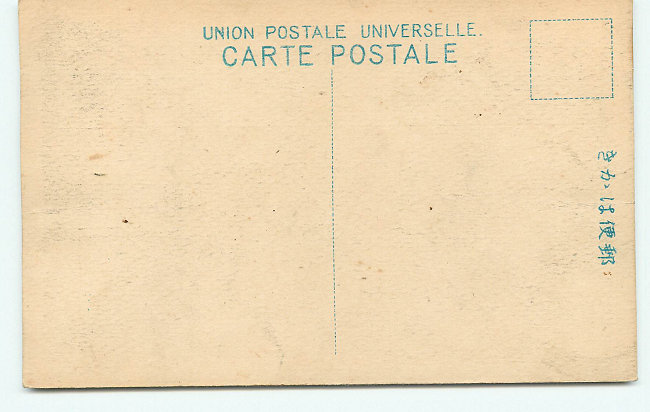 UNION POSTALE UNIVERSELLE.
CARTE POSTALE
郵便はかき